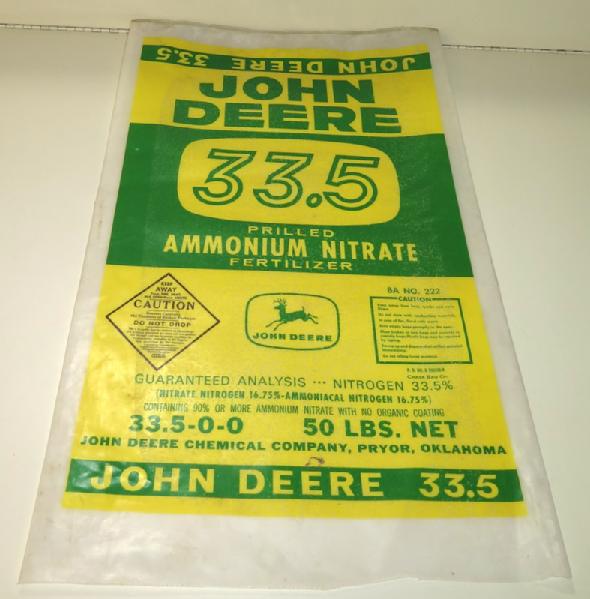 JOHN DEERE 33.5
JOHN
DEERE
33.5
PRILLED
AMMONIUM NITRATE
FERTILIZER
KEEP
AWAY
CAUTION
DO NOT DROP
BA NO. 222
CAUTION
JOHN DEERE
GUARANTEED ANALYSIS ··· NITROGEN 33.5%
(NITRATE NITROGEN 16.75%-AMMONIACAL NITROGEN 16.75%)
CONTAINING 90% OR MORE AMMONIUM NITRATE WITH NO ORGANIC COATING
33.5-0-0 50 LBS. NET
JOHN DEERE CHEMICAL COMPANY, PRYOR, OKLAHOMA
JOHN DEERE 33.5